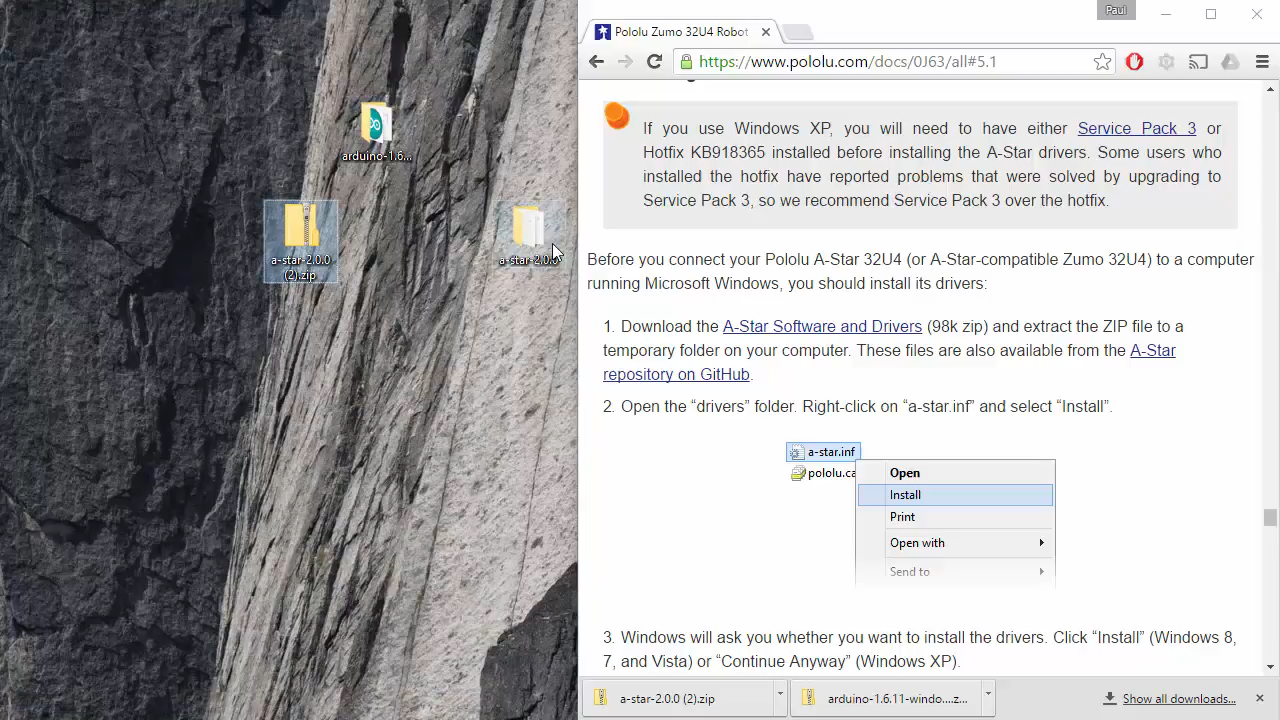 Paul
Pololu Zumo 32U4 Robot
https://www.pololu.com/docs/0J63/all#5.1
arduino-1.6...
a-star-2.0.0
(2).zip
a-star-2.0.0
If you use Windows XP, you will need to have either Service Pack 3 or
Hotfix KB918365 installed before installing the A-Star drivers. Some users who
installed the hotfix have reported problems that were solved by upgrading to
Service Pack 3, so we recommend Service Pack 3 over the hotfix.
Before you connect your Pololu A-Star 32U4 (or A-Star-compatible Zumo 32U4) to a computer
running Microsoft Windows, you should install its drivers:
1. Download the A-Star Software and Drivers (98k zip) and extract the ZIP file to a
temporary folder on your computer. These files are also available from the A-Star
repository on GitHub.
2. Open the “drivers” folder. Right-click on “a-star.inf” and select “Install”.
a-star.inf
pololu.ca
Open
Install
Print
Open with
Send to
3. Windows will ask you whether you want to install the drivers. Click “Install” (Windows 8,
7, and Vista) or “Continue Anyway” (Windows XP).
a-star-2.0.0 (2).zip
arduino-1.6.11-windo....z...
Show all downloads...